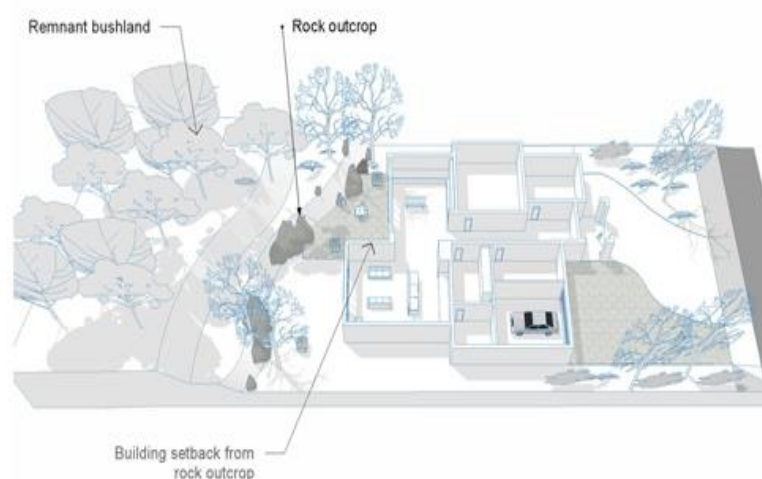 Remnant bushland
Rock outcrop
Building setback from
rock outcrop